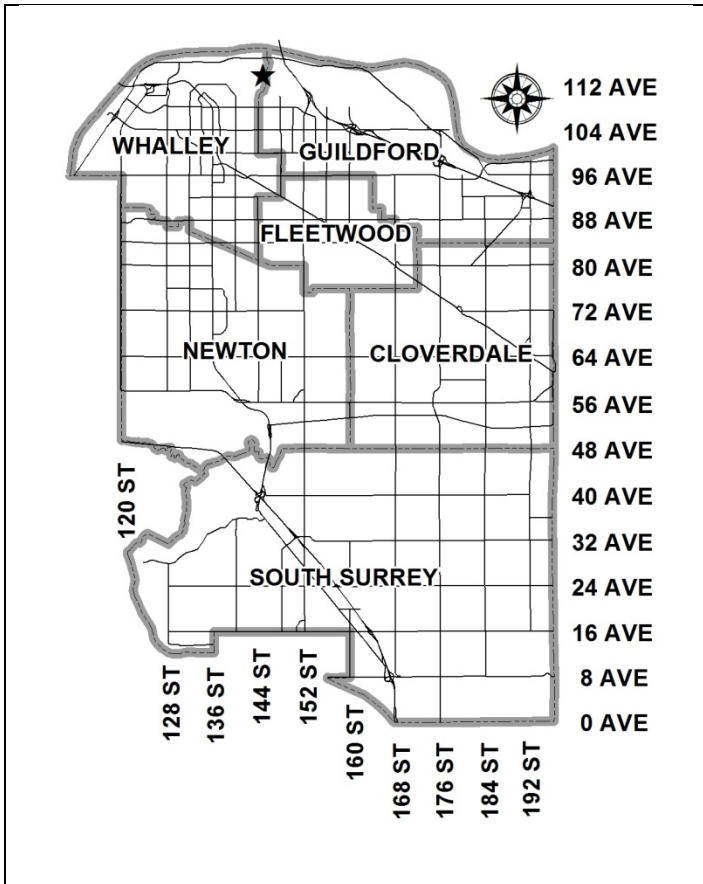 112 AVE
104 AVE
WHALLEY
GUILDFORD
96 AVE
88 AVE
FLEETWOOD
80 AVE
72 AVE
NEWTON
CLOVERDALE
64 AVE
56 AVE
48 AVE
120 ST
40 AVE
32 AVE
SOUTH SURREY
24 AVE
16 AVE
128 ST
136 ST
144 ST
152 ST
160 ST
8 AVE
0 AVE
168 ST
176 ST
184 ST
192 ST